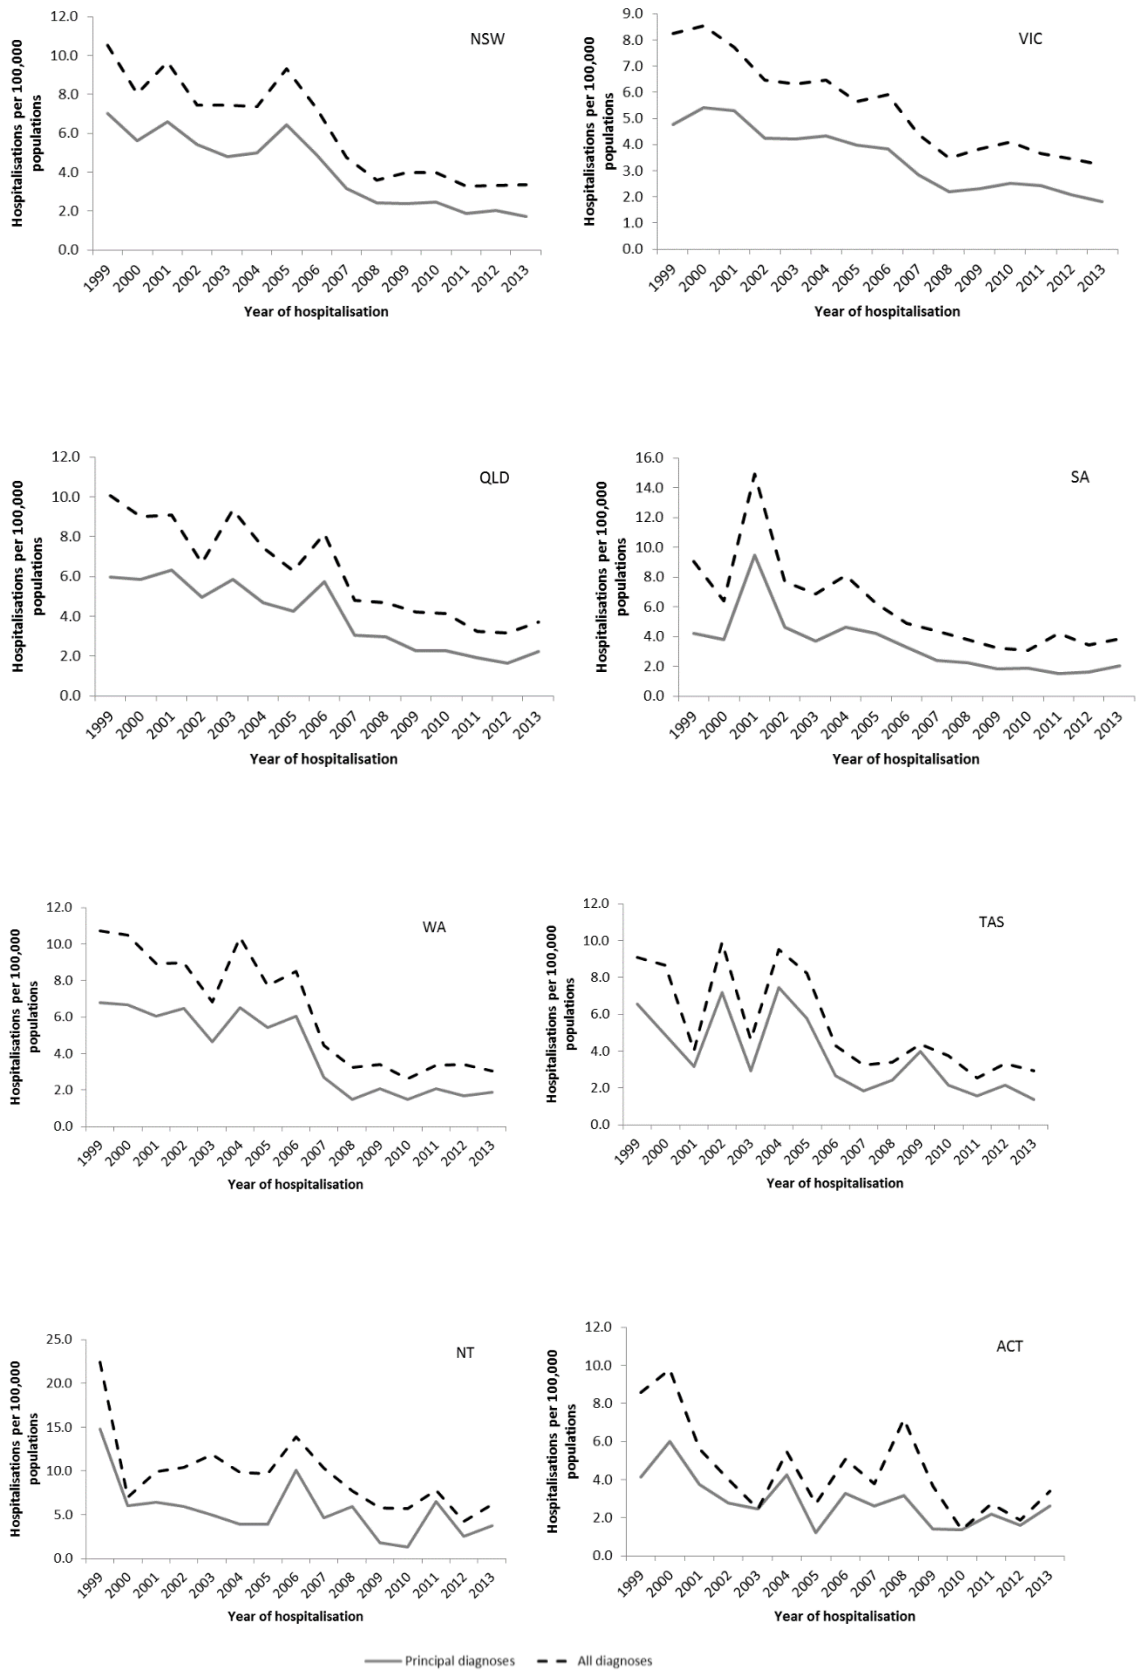 NSW
Hospitalisations per 100,000
populations
12.0
10.0
8.0
6.0
4.0
2.0
0.0
1999 2000 2001 2002 2003 2004 2005 2006 2007 2008 2009 2010 2011 2012 2013
Year of hospitalisation
VIC
Hospitalisations per 100,000
populations
9.0
8.0
7.0
6.0
5.0
4.0
3.0
2.0
1.0
0.0
1999 2000 2001 2002 2003 2004 2005 2006 2007 2008 2009 2010 2011 2012 2013
Year of hospitalisation
QLD
Hospitalisations per 100,000
populations
12.0
10.0
8.0
6.0
4.0
2.0
0.0
1999 2000 2001 2002 2003 2004 2005 2006 2007 2008 2009 2010 2011 2012 2013
Year of hospitalisation
SA
Hospitalisations per 100,000
populations
16.0
14.0
12.0
10.0
8.0
6.0
4.0
2.0
0.0
1999 2000 2001 2002 2003 2004 2005 2006 2007 2008 2009 2010 2011 2012 2013
Year of hospitalisation
WA
Hospitalisations per 100,000
populations
12.0
10.0
8.0
6.0
4.0
2.0
0.0
1999 2000 2001 2002 2003 2004 2005 2006 2007 2008 2009 2010 2011 2012 2013
Year of hospitalisation
TAS
Hospitalisations per 100,000
populations
12.0
10.0
8.0
6.0
4.0
2.0
0.0
1999 2000 2001 2002 2003 2004 2005 2006 2007 2008 2009 2010 2011 2012 2013
Year of hospitalisation
NT
Hospitalisations per 100,000
populations
25.0
20.0
15.0
10.0
5.0
0.0
1999 2000 2001 2002 2003 2004 2005 2006 2007 2008 2009 2010 2011 2012 2013
Year of hospitalisation
ACT
Hospitalisations per 100,000
populations
12.0
10.0
8.0
6.0
4.0
2.0
0.0
1999 2000 2001 2002 2003 2004 2005 2006 2007 2008 2009 2010 2011 2012 2013
Year of hospitalisation
Principal diagnoses All diagnoses